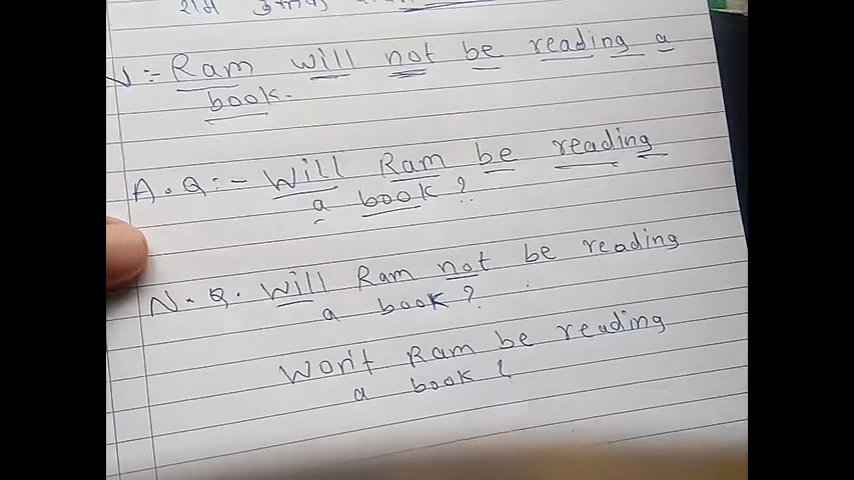 राम
N := Ram will not be reading a
book.
A. Q :- Will Ram be reading
a book ?
N. Q. Will Ram not be reading
a book ?
Won't Ram be reading
a book ?